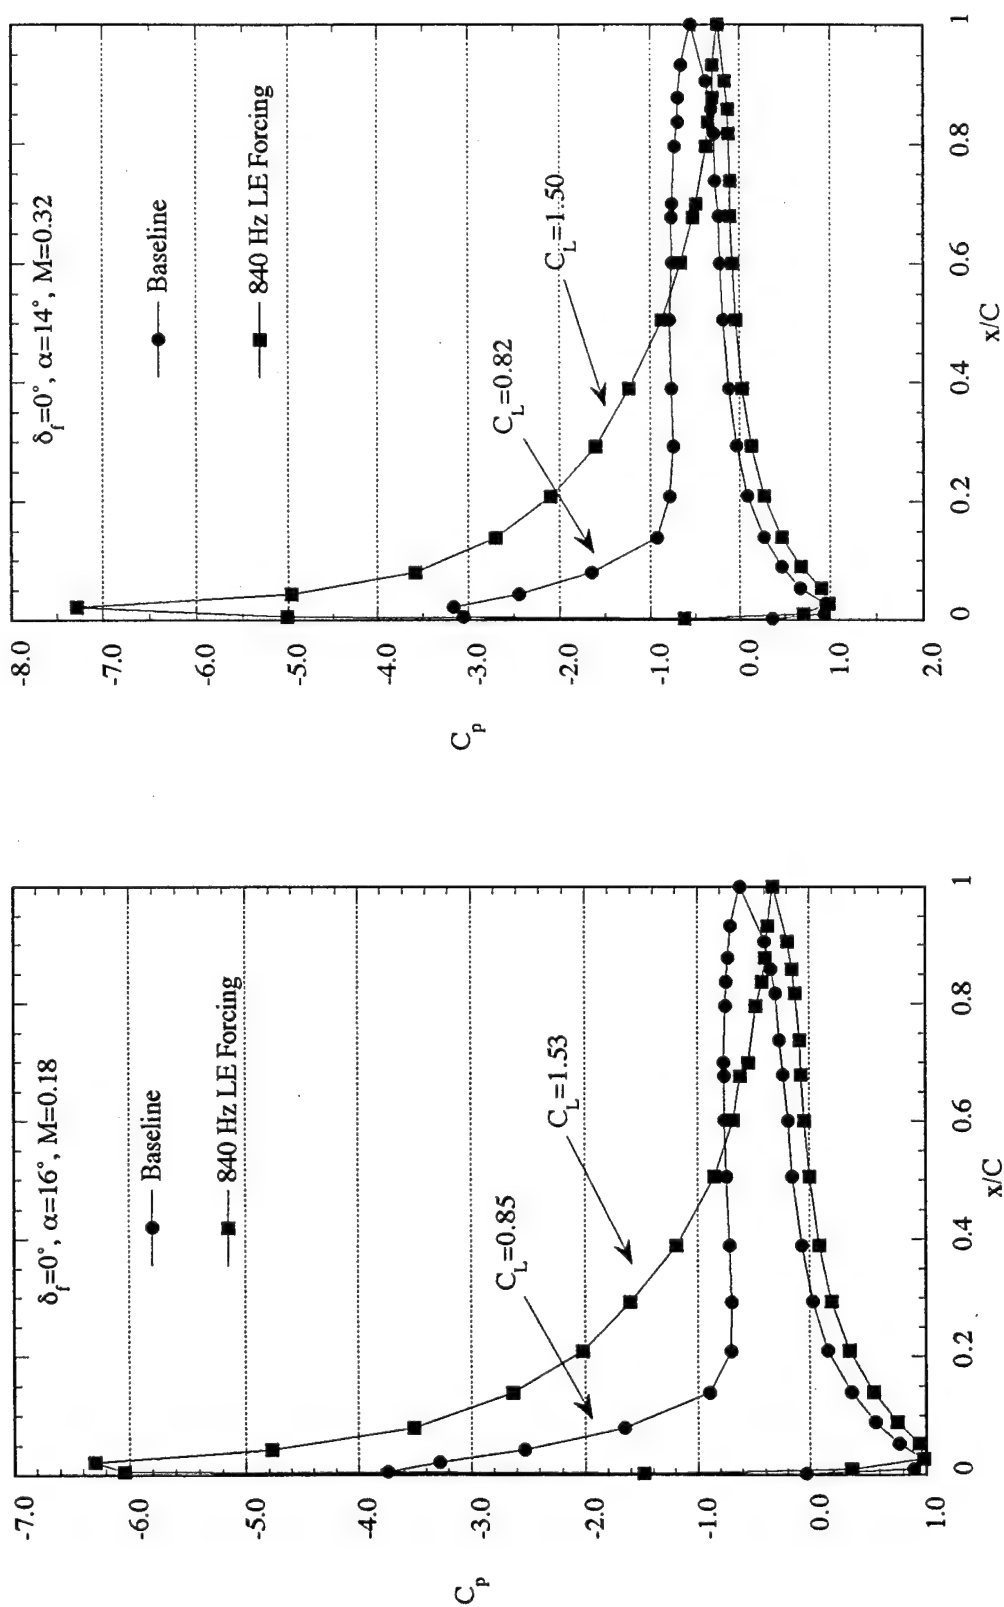 δf=0°, α=16°, M=0.18
Baseline
840 Hz LE Forcing
CL=0.85
CL=1.53
-7.0
-6.0
-5.0
-4.0
-3.0
-2.0
-1.0
0.0
1.0
Cp
0
0.2
0.4
0.6
0.8
1
x/C
δf=0°, α=14°, M=0.32
Baseline
840 Hz LE Forcing
CL=0.82
CL=1.50
-8.0
-7.0
-6.0
-5.0
-4.0
-3.0
-2.0
-1.0
0.0
1.0
2.0
Cp
0
0.2
0.4
0.6
0.8
1
x/C